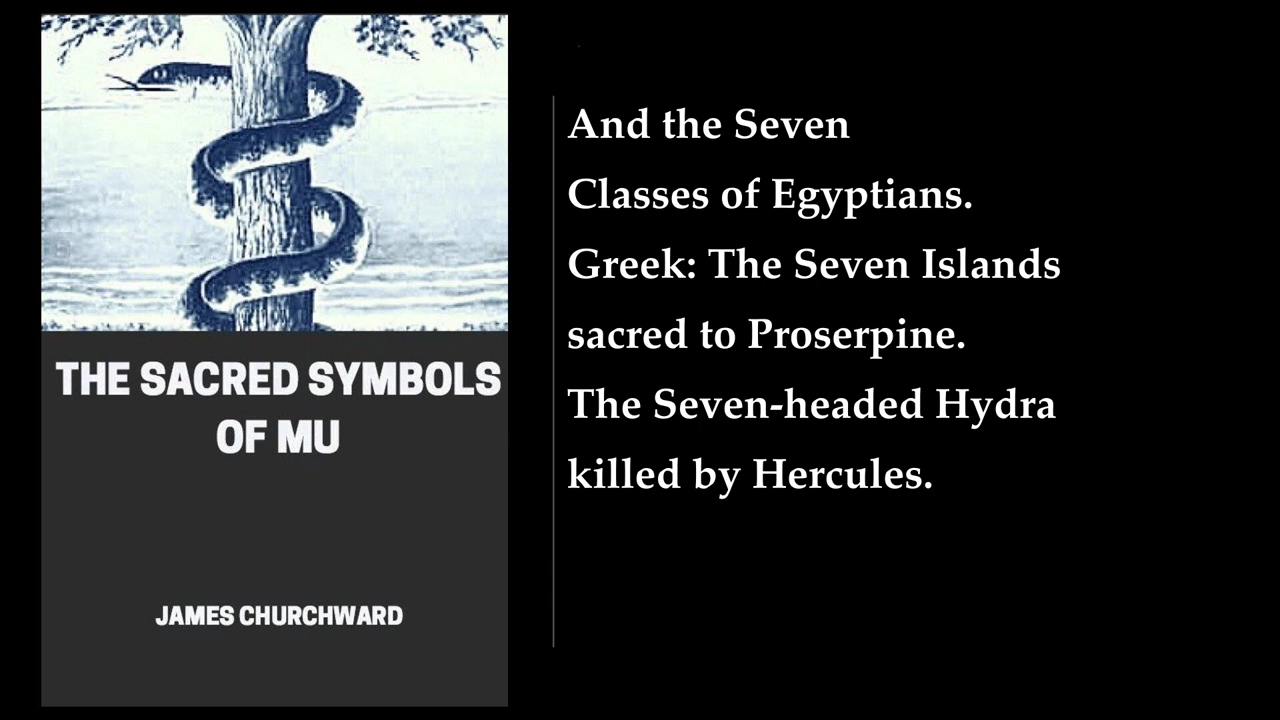 THE SACRED SYMBOLS
OF MU
JAMES CHURCHWARD
And the Seven
Classes of Egyptians.
Greek: The Seven Islands
sacred to Proserpine.
The Seven-headed Hydra
killed by Hercules.